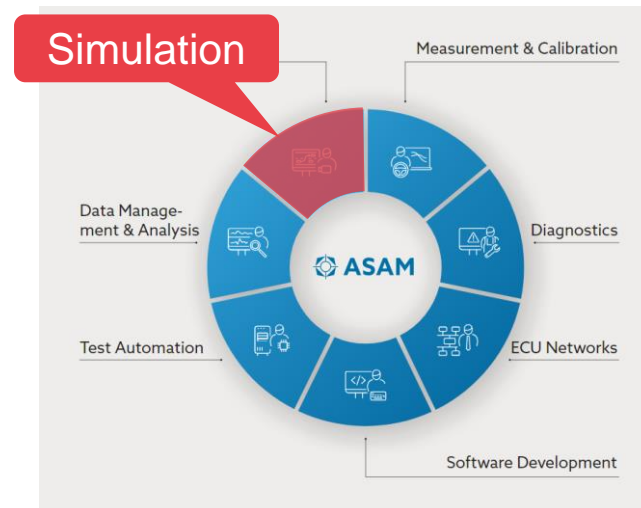 Simulation
Measurement & Calibration
Data Manage-
ment & Analysis
Diagnostics
ASAM
Test Automation
ECU Networks
</>
Software Development